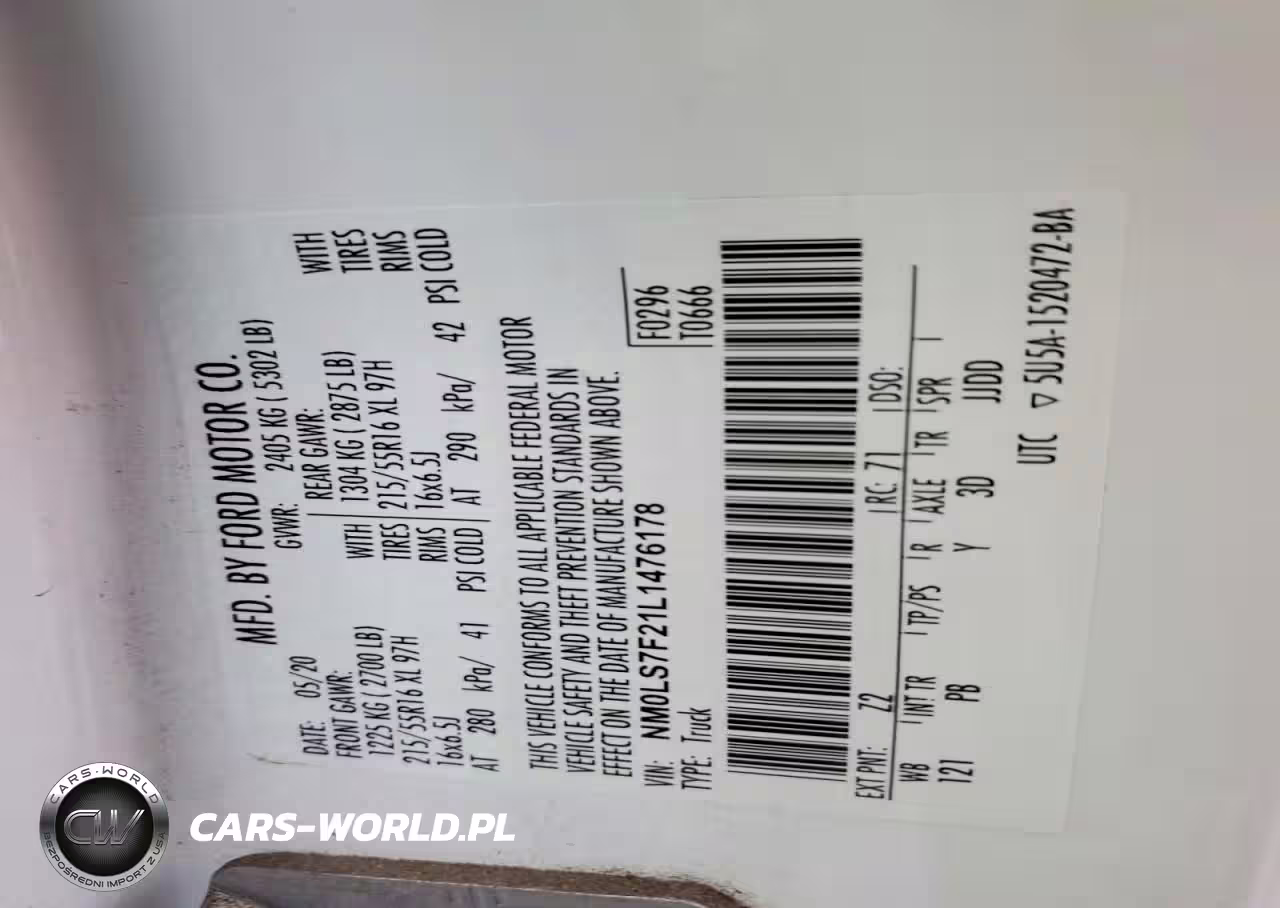 MFD. BY FORD MOTOR CO.
DATE: 05/20 GVWR: 2405 KG ( 5302 LB)
FRONT GAWR: REAR GAWR:
1225 KG ( 2700 LB) WITH 1304 KG ( 2875 LB) WITH
215/55R16 XL 97H TIRES 215/55R16 XL 97H TIRES
16x6.5J RIMS 16x6.5J RIMS
AT 280 kPa/ 41 PSI COLD AT 290 kPa/ 42 PSI COLD
THIS VEHICLE CONFORMS TO ALL APPLICABLE FEDERAL MOTOR
VEHICLE SAFETY AND THEFT PREVENTION STANDARDS IN
EFFECT ON THE DATE OF MANUFACTURE SHOWN ABOVE.
VIN: NM0LS7F21L1476178 F0296
TYPE: Truck T0666
EXT PNT: Z2 RC: 71 DSO:
WB INT TR TP/PS R AXLE TR SPR
121 PB Y 3D JJDD
UTC ▽ 5U5A-1520472-BA
CARS-WORLD
CW
BEZPOŚREDNI IMPORT Z USA
CARS-WORLD.PL